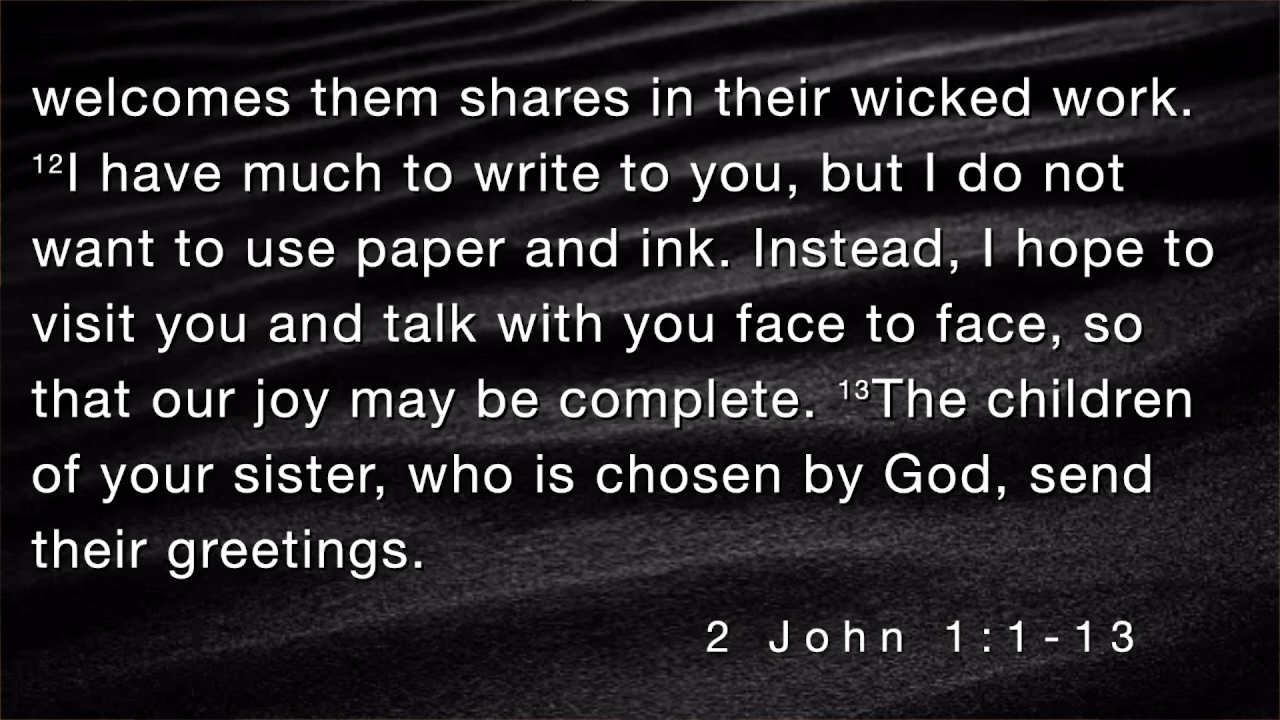 welcomes them shares in their wicked work.
¹²I have much to write to you, but I do not
want to use paper and ink. Instead, I hope to
visit you and talk with you face to face, so
that our joy may be complete. ¹³The children
of your sister, who is chosen by God, send
their greetings.
2 John 1:1-13